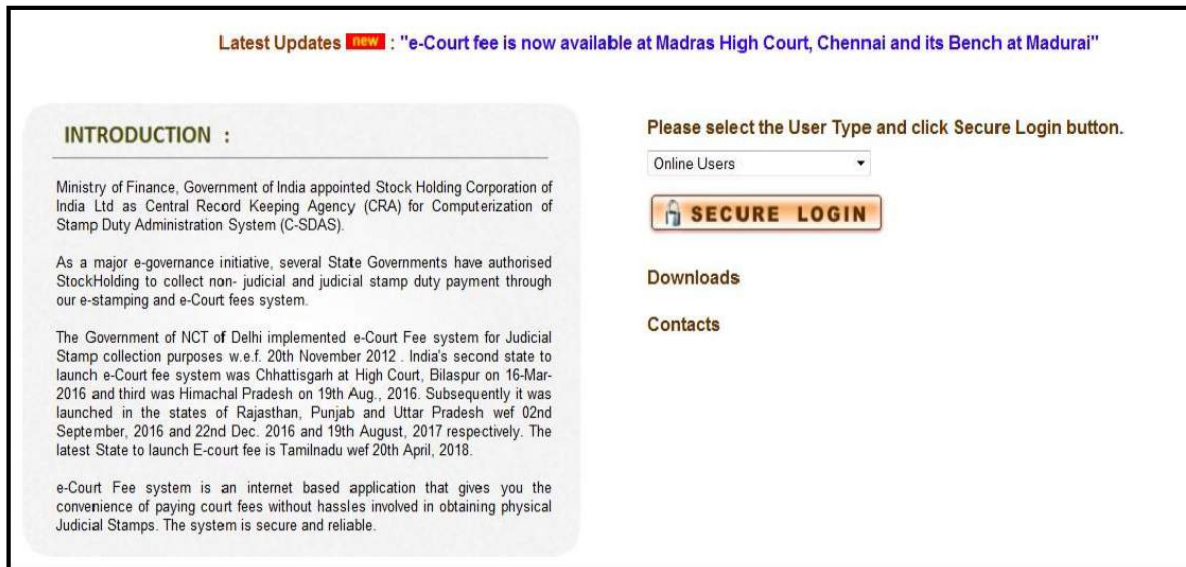 Latest Updates new : "e-Court fee is now available at Madras High Court, Chennai and its Bench at Madurai"
INTRODUCTION :
Ministry of Finance, Government of India appointed Stock Holding Corporation of
India Ltd as Central Record Keeping Agency (CRA) for Computerization of
Stamp Duty Administration System (C-SDAS).
As a major e-governance initiative, several State Governments have authorised
StockHolding to collect non- judicial and judicial stamp duty payment through
our e-stamping and e-Court fees system.
The Government of NCT of Delhi implemented e-Court Fee system for Judicial
Stamp collection purposes w.e.f. 20th November 2012 . India's second state to
launch e-Court fee system was Chhattisgarh at High Court, Bilaspur on 16-Mar-
2016 and third was Himachal Pradesh on 19th Aug., 2016. Subsequently it was
launched in the states of Rajasthan, Punjab and Uttar Pradesh wef 02nd
September, 2016 and 22nd Dec. 2016 and 19th August, 2017 respectively. The
latest State to launch E-court fee is Tamilnadu wef 20th April, 2018.
e-Court Fee system is an internet based application that gives you the
convenience of paying court fees without hassles involved in obtaining physical
Judicial Stamps. The system is secure and reliable.
Please select the User Type and click Secure Login button.
Online Users
SECURE LOGIN
Downloads
Contacts